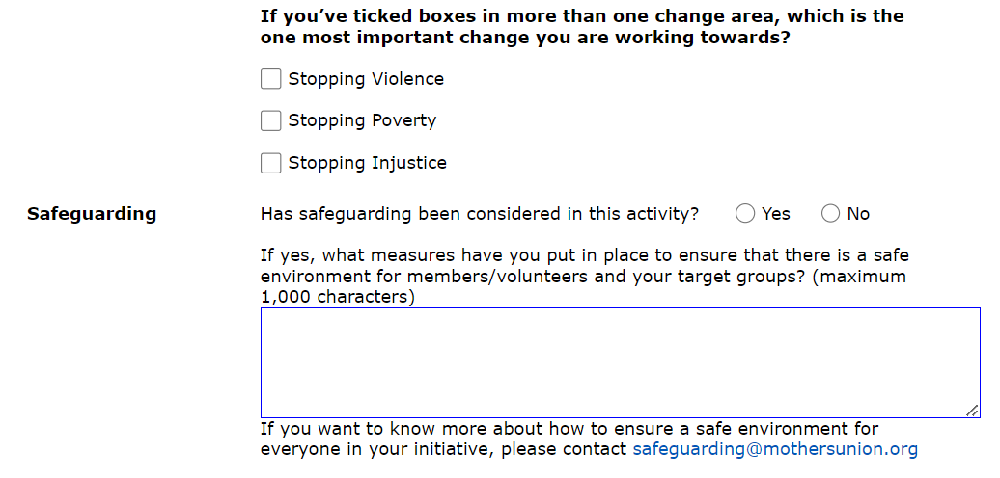 If you’ve ticked boxes in more than one change area, which is the
one most important change you are working towards?
Stopping Violence
Stopping Poverty
Stopping Injustice
Safeguarding
Has safeguarding been considered in this activity? Yes No
If yes, what measures have you put in place to ensure that there is a safe
environment for members/volunteers and your target groups? (maximum
1,000 characters)
If you want to know more about how to ensure a safe environment for
everyone in your initiative, please contact safeguarding@mothersunion.org